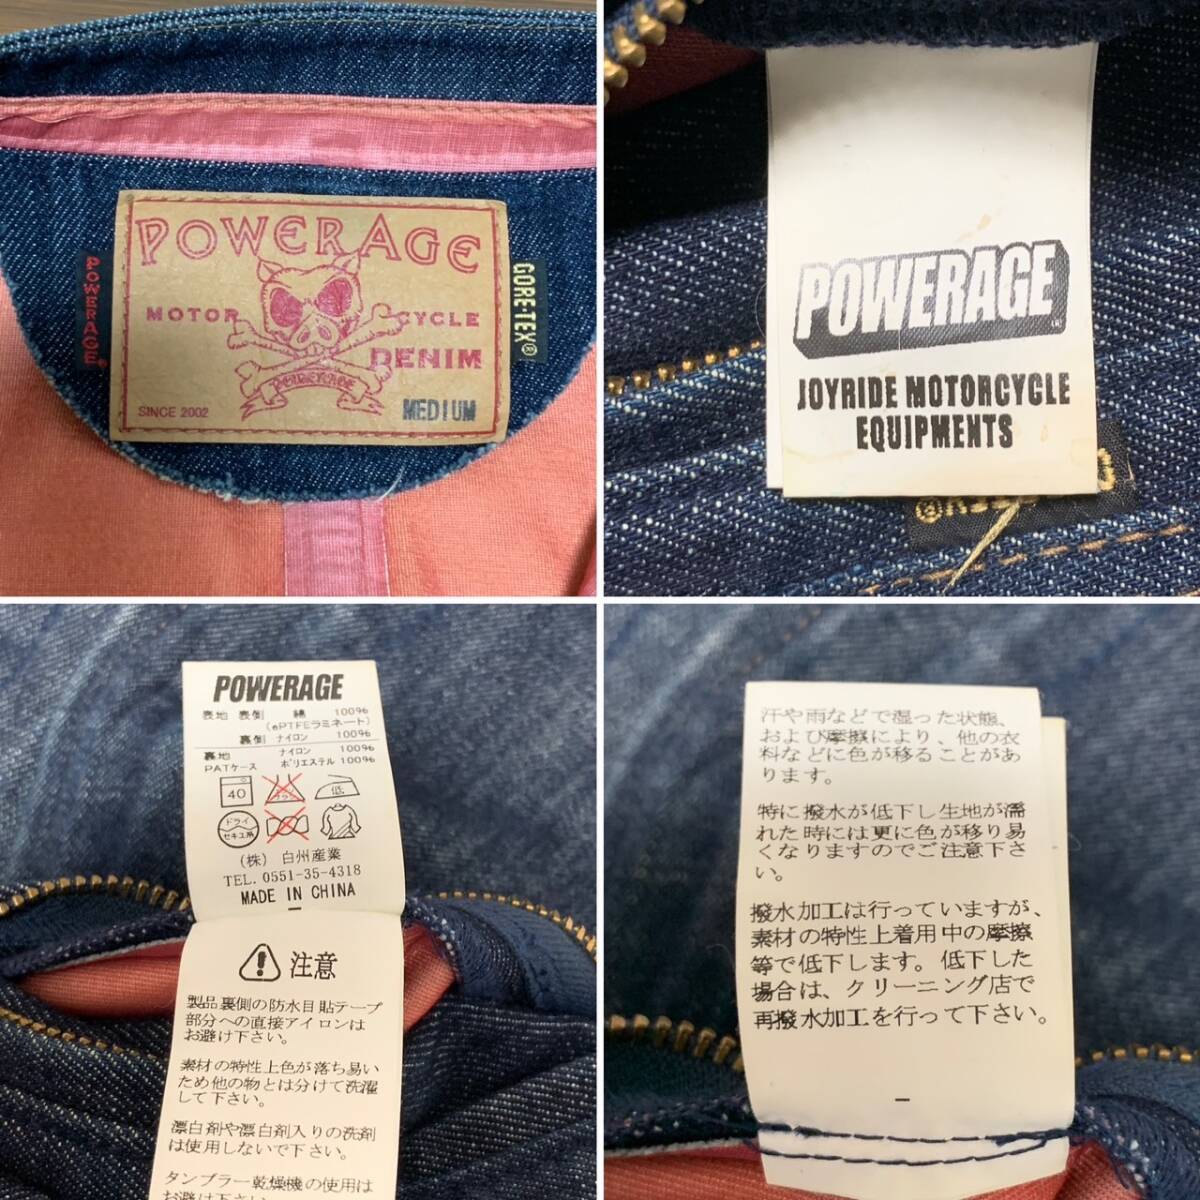 POWERAGE
MOTOR CYCLE
DENIM
POWERAGE
SINCE 2002
MEDIUM
POWERAGE®
GORE-TEX®
POWERAGE
JOYRIDE MOTORCYCLE
EQUIPMENTS
POWERAGE
表地 表側 綿 100%
(ePTFEラミネート)
裏側 ナイロン 100%
裏地 ナイロン 100%
PATケース ポリエステル 100%
40
低
ドライ
セキユ系
(株) 白州産業
TEL. 0551-35-4318
MADE IN CHINA
注意
製品裏側の防水目貼テープ
部分への直接アイロンは
お避け下さい。
素材の特性上色が落ち易い
ため他の物とは分けて洗濯
して下さい。
漂白剤や漂白剤入りの洗剤
は使用しないで下さい。
タンブラー乾燥機の使用は
お避け下さい
汗や雨などで湿った状態、
および摩擦により、他の衣
料などに色が移ることがあ
ります。
特に撥水が低下し生地が濡
れた時には更に色が移り易
くなりますのでご注意下さ
い。
撥水加工は行っていますが、
素材の特性上着用中の摩擦
等で低下します。低下した
場合は、クリーニング店で
再撥水加工を行って下さい。